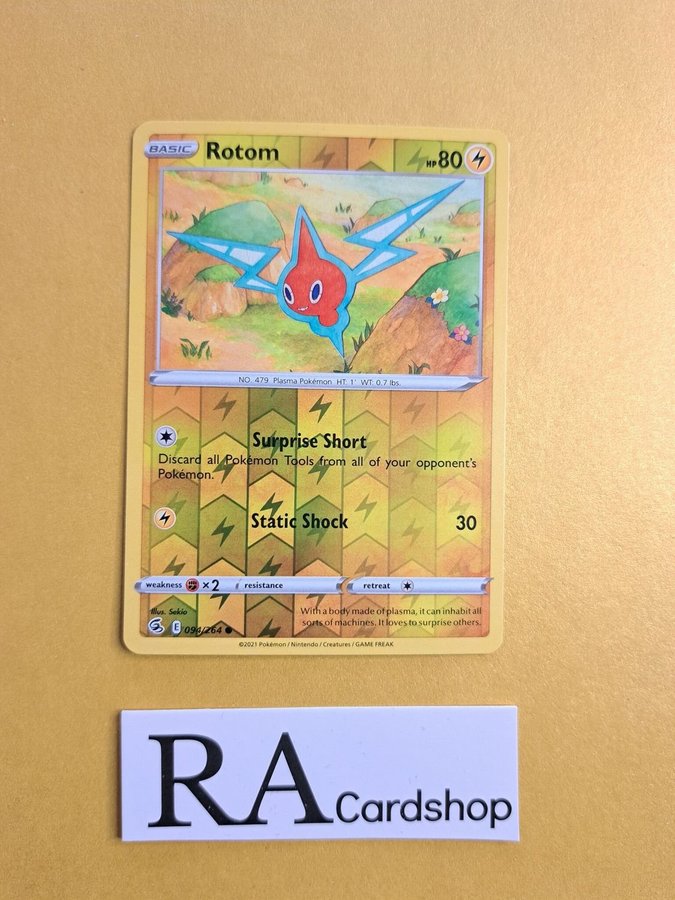 BASIC Rotom HP 80
NO. 479 Plasma Pokémon HT: 1' WT: 0.7 lbs.
Surprise Short
Discard all Pokémon Tools from all of your opponent's
Pokémon.
Static Shock 30
weakness ×2 resistance retreat
Illus. Sekio
With a body made of plasma, it can inhabit all
sorts of machines. It loves to surprise others.
E 094/264
©2021 Pokémon / Nintendo / Creatures / GAME FREAK
RA Cardshop